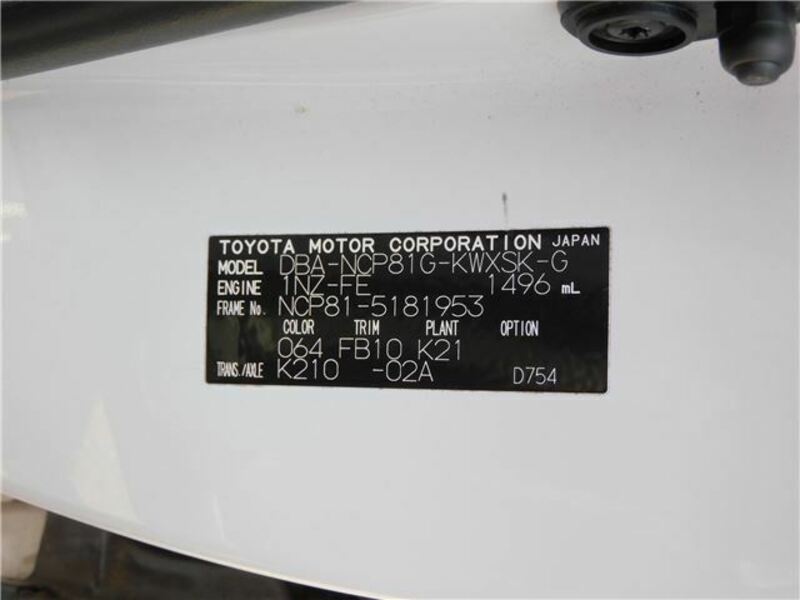 TOYOTA MOTOR CORPORATION JAPAN
MODEL DBA-NCP81G-KWXSK-G
ENGINE 1NZ-FE 1496 mL
FRAME No. NCP81-5181953
COLOR TRIM PLANT OPTION
064 FB10 K21
TRANS./AXLE K210 -02A D754